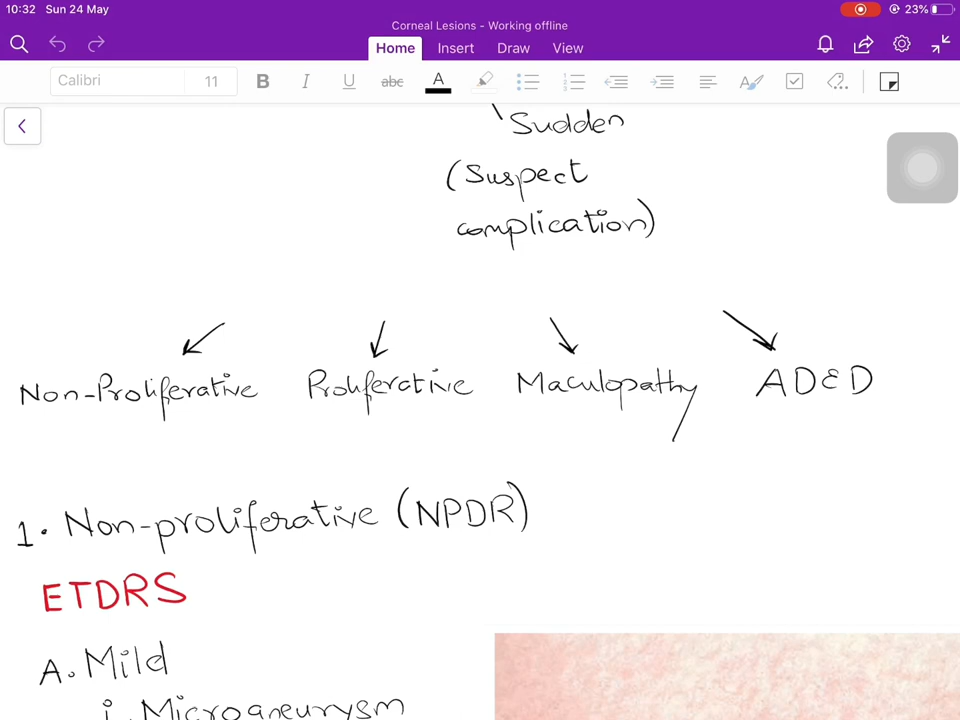 10:32 Sun 24 May
23%
Corneal Lesions - Working offline
Home Insert Draw View
Calibri 11 B I U abc A
Sudden
(Suspect
complication)
Non-Proliferative Proliferative Maculopathy ADED
1. Non-proliferative (NPDR)
ETDRS
A. Mild
i. Microaneurysm